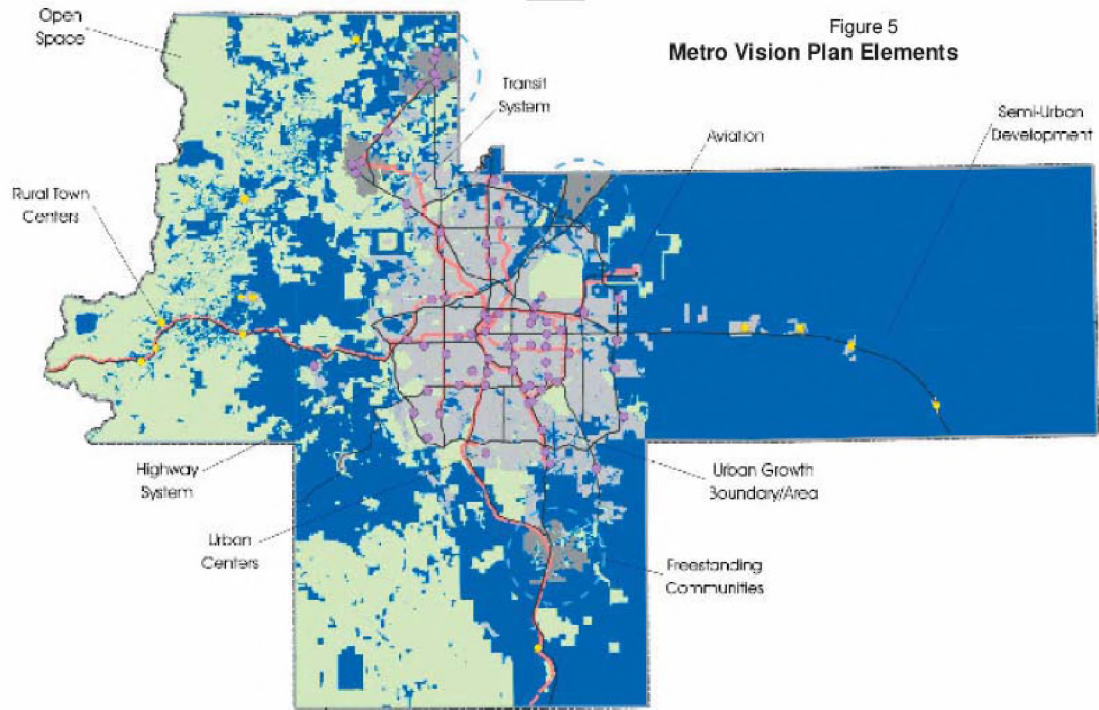 Figure 5
Metro Vision Plan Elements
Open
Space
Transit
System
Aviation
Semi-Urban
Development
Rural Town
Centers
Highway
System
Urban
Centers
Urban Growth
Boundary/Area
Freestanding
Communities